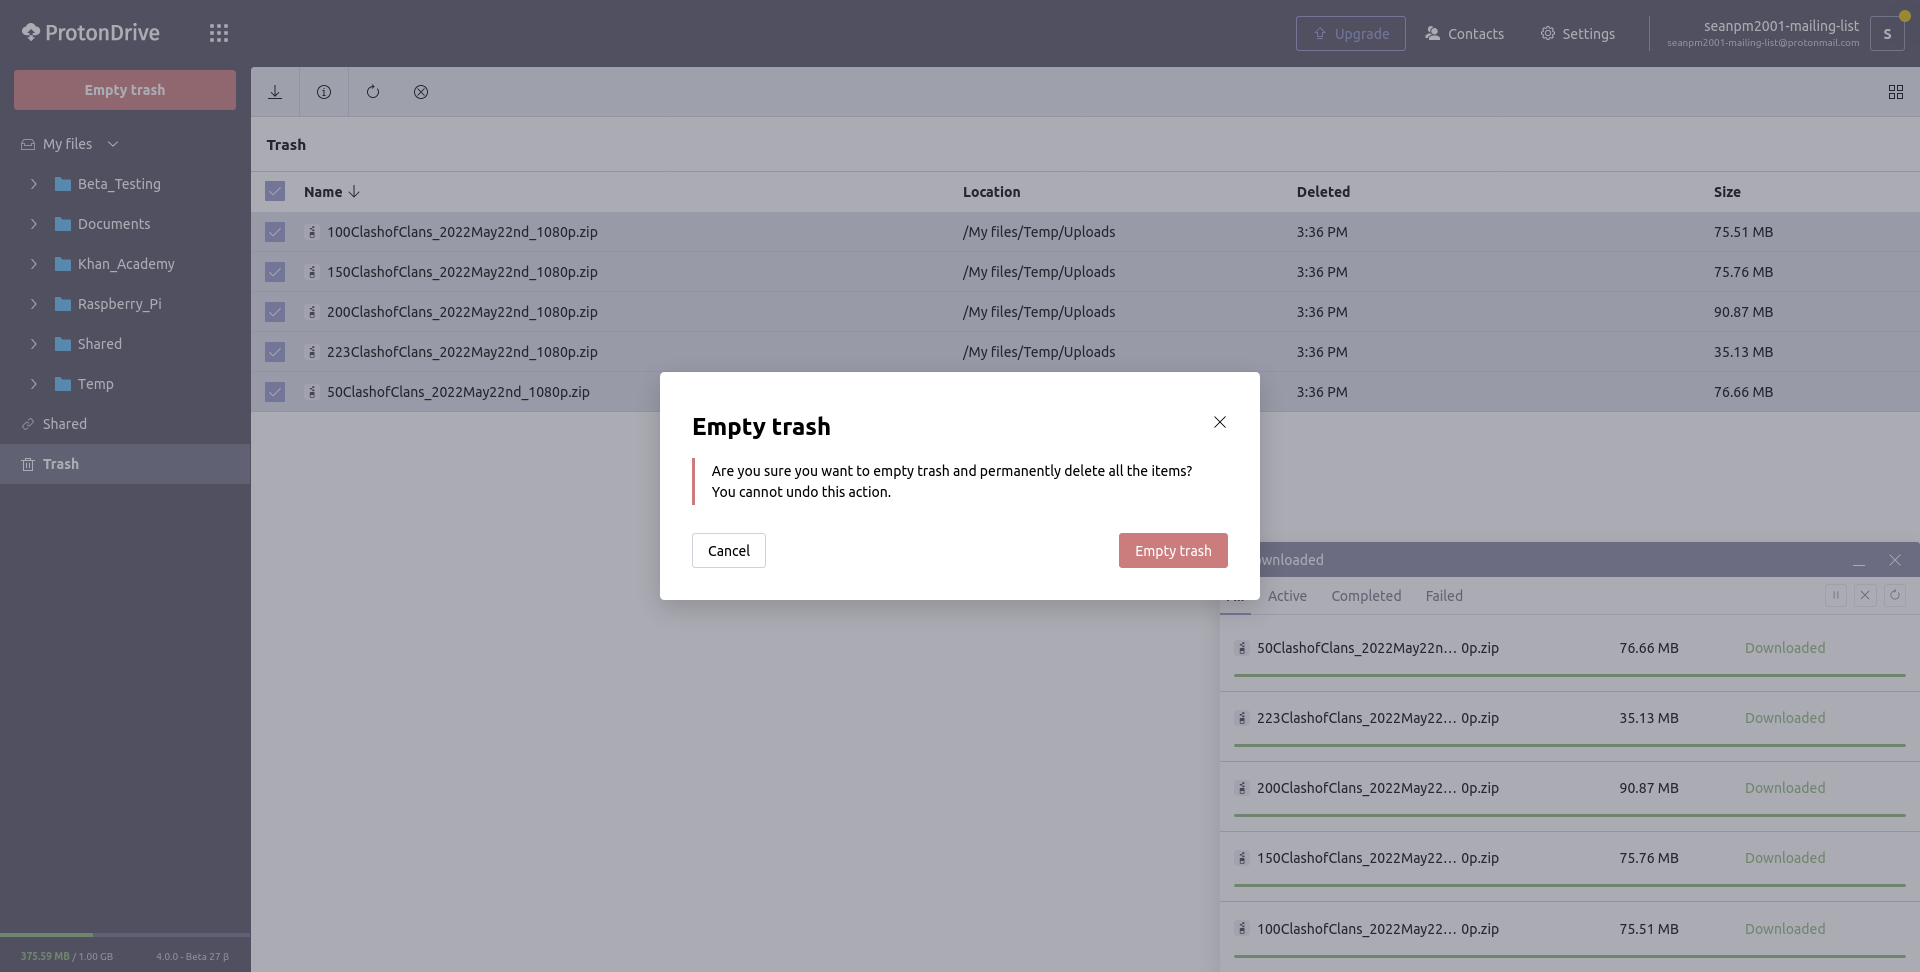 ProtonDrive
Upgrade
Contacts
Settings
seanpm2001-mailing-list
seanpm2001-mailing-list@protonmail.com
S
Empty trash
My files
Beta_Testing
Documents
Khan_Academy
Raspberry_Pi
Shared
Temp
Shared
Trash
375.59 MB / 1.00 GB 4.0.0 - Beta 27 β
Trash
Name Location Deleted Size
100ClashofClans_2022May22nd_1080p.zip /My files/Temp/Uploads 3:36 PM 75.51 MB
150ClashofClans_2022May22nd_1080p.zip /My files/Temp/Uploads 3:36 PM 75.76 MB
200ClashofClans_2022May22nd_1080p.zip /My files/Temp/Uploads 3:36 PM 90.87 MB
223ClashofClans_2022May22nd_1080p.zip /My files/Temp/Uploads 3:36 PM 35.13 MB
50ClashofClans_2022May22nd_1080p.zip 3:36 PM 76.66 MB
Empty trash
Are you sure you want to empty trash and permanently delete all the items?
You cannot undo this action.
Cancel Empty trash
wnloaded
Active Completed Failed
50ClashofClans_2022May22n... 0p.zip 76.66 MB Downloaded
223ClashofClans_2022May22... 0p.zip 35.13 MB Downloaded
200ClashofClans_2022May22... 0p.zip 90.87 MB Downloaded
150ClashofClans_2022May22... 0p.zip 75.76 MB Downloaded
100ClashofClans_2022May22... 0p.zip 75.51 MB Downloaded